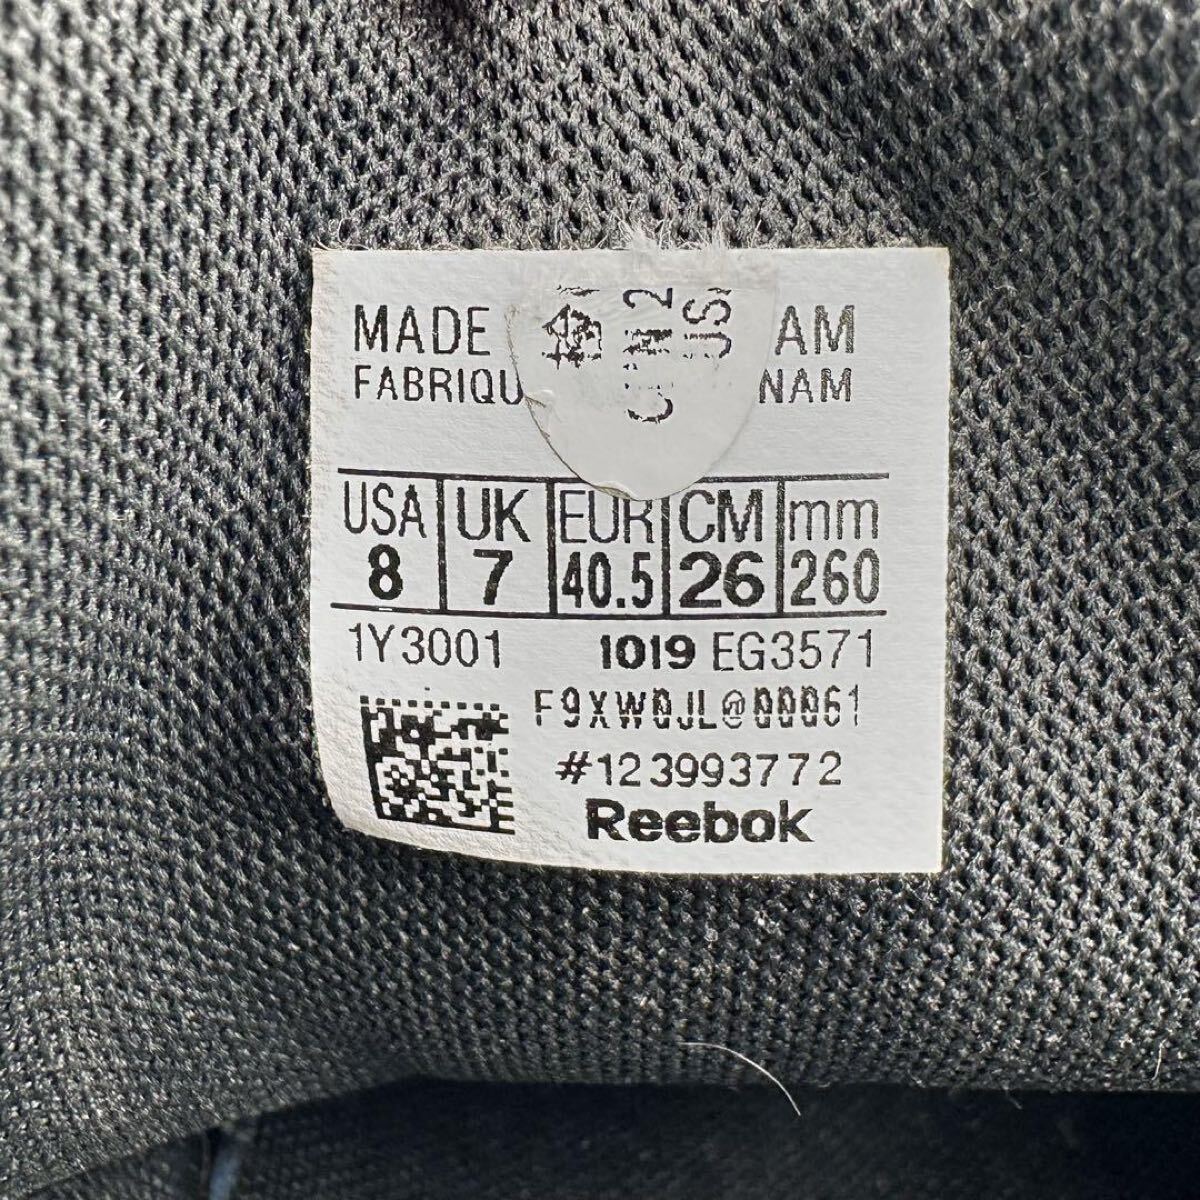 MADE AM
FABRIQU NAM
USA UK EUR CM mm
8 7 40.5 26 260
1Y3001 1019 EG3571
F9XW0JL@00061
#123993772
Reebok